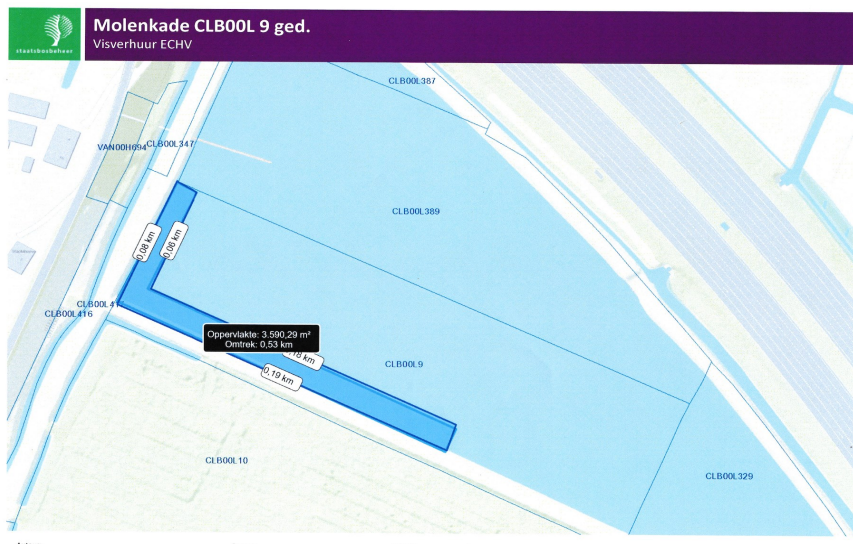 staatsbosbeheer
Molenkade CLB00L 9 ged.
Visverhuur ECHV
CLB00L387
VAN00H694
CLB00L347
CLB00L389
0,08 km
0,06 km
CLB00L41
CLB00L416
Oppervlakte: 3.590,29 m²
Omtrek: 0,53 km
,18 km
0,19 km
CLB00L9
CLB00L10
CLB00L329